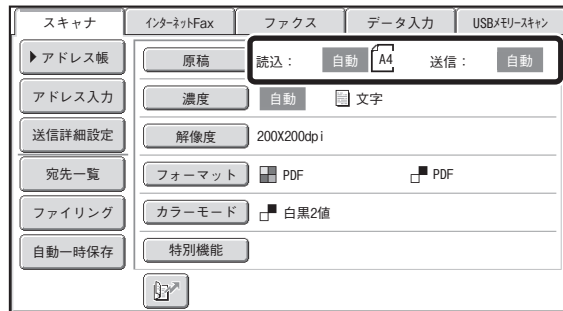 スキャナ インターネットFax ファクス データ入力 USBメモリースキャン
アドレス帳 原稿 読込： 自動 A4 送信： 自動
アドレス入力 濃度 自動 文字
送信詳細設定 解像度 200X200dpi
宛先一覧 フォーマット PDF PDF
ファイリング カラーモード 白黒2値
自動一時保存 特別機能